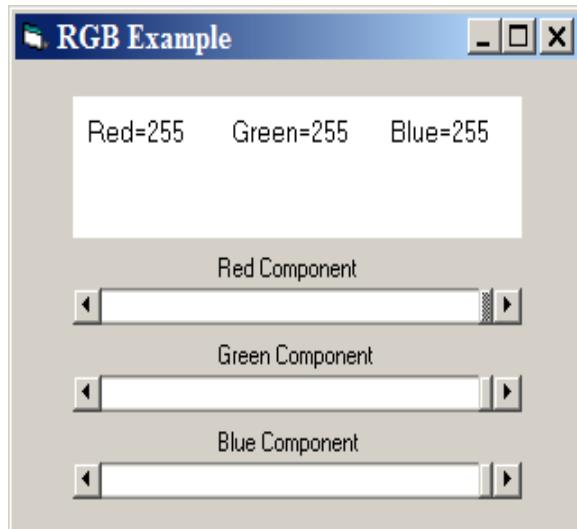 RGB Example
Red=255 Green=255 Blue=255
Red Component
Green Component
Blue Component